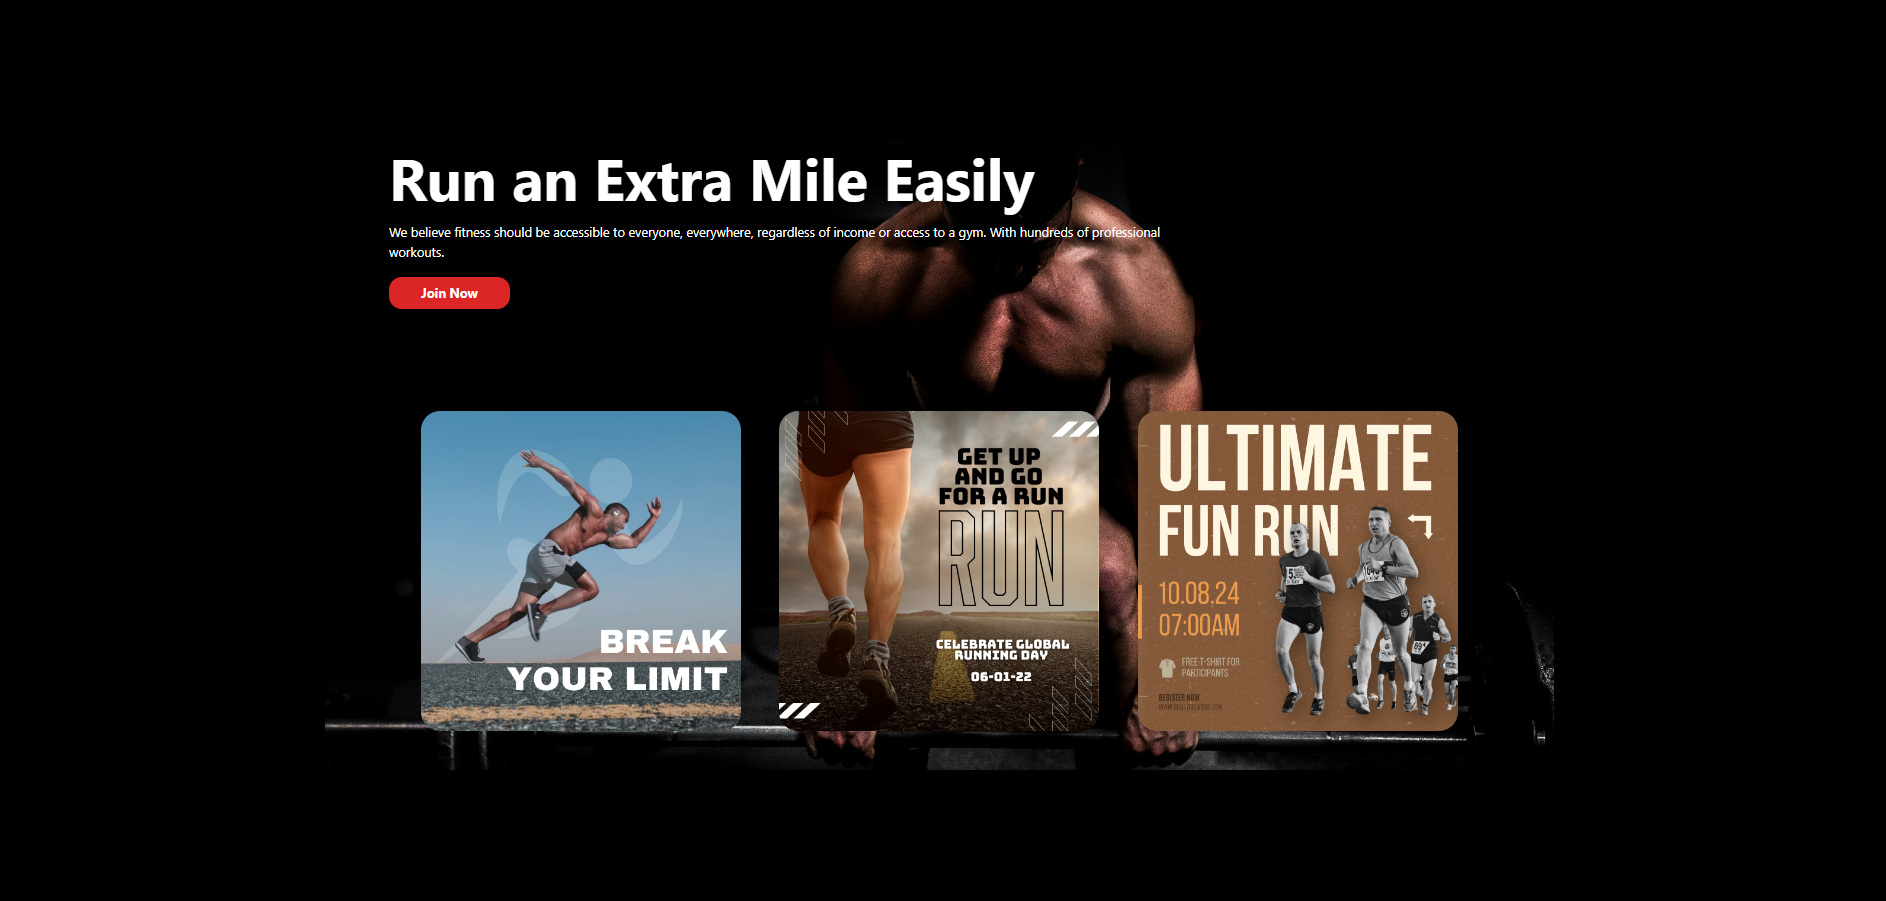 Run an Extra Mile Easily
We believe fitness should be accessible to everyone, everywhere, regardless of income or access to a gym. With hundreds of professional
workouts.
Join Now
BREAK
YOUR LIMIT
GET UP
AND GO
FOR A RUN
RUN
CELEBRATE GLOBAL
RUNNING DAY
06-01-22
ULTIMATE
FUN RUN
10.08.24
07:00AM
FREE-T-SHIRT FOR
PARTICIPANTS
REGISTER NOW